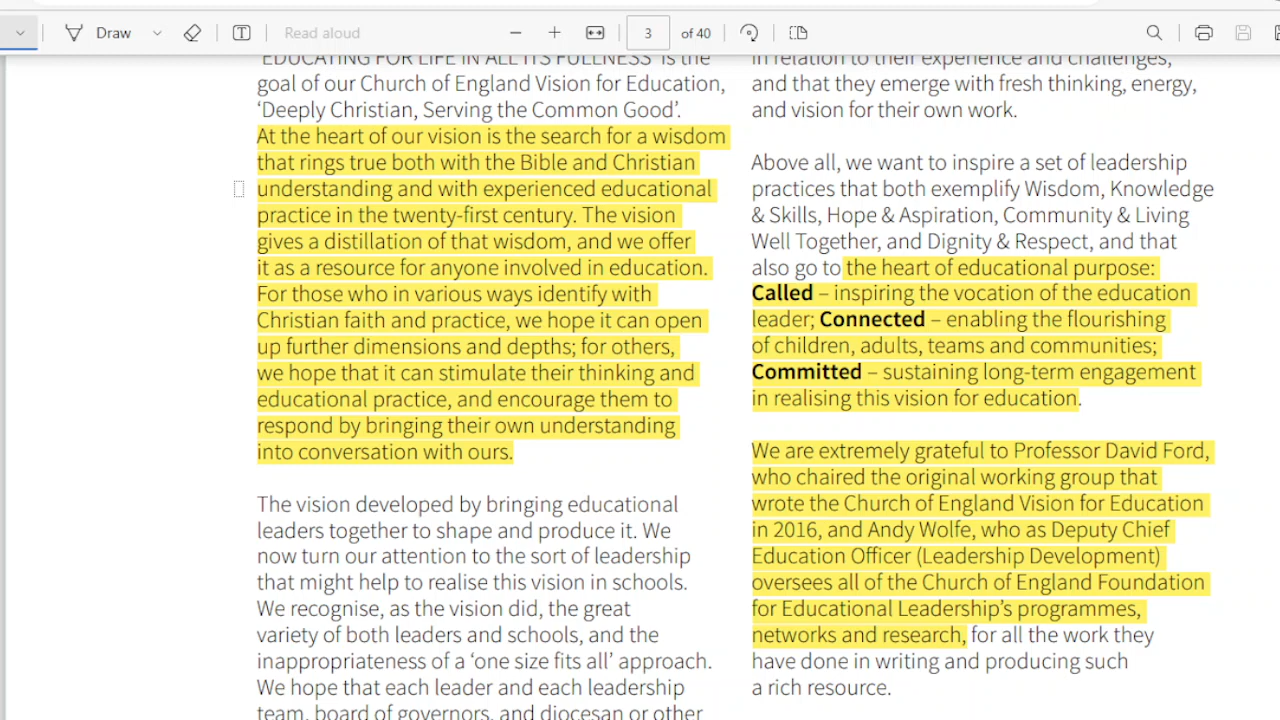 Draw
Read aloud
3 of 40
'EDUCATING FOR LIFE IN ALL ITS FULLNESS' is the
goal of our Church of England Vision for Education,
‘Deeply Christian, Serving the Common Good’.
At the heart of our vision is the search for a wisdom
that rings true both with the Bible and Christian
understanding and with experienced educational
practice in the twenty-first century. The vision
gives a distillation of that wisdom, and we offer
it as a resource for anyone involved in education.
For those who in various ways identify with
Christian faith and practice, we hope it can open
up further dimensions and depths; for others,
we hope that it can stimulate their thinking and
educational practice, and encourage them to
respond by bringing their own understanding
into conversation with ours.
The vision developed by bringing educational
leaders together to shape and produce it. We
now turn our attention to the sort of leadership
that might help to realise this vision in schools.
We recognise, as the vision did, the great
variety of both leaders and schools, and the
inappropriateness of a ‘one size fits all’ approach.
We hope that each leader and each leadership
team, board of governors, and diocesan or other
in relation to their experience and challenges,
and that they emerge with fresh thinking, energy,
and vision for their own work.
Above all, we want to inspire a set of leadership
practices that both exemplify Wisdom, Knowledge
& Skills, Hope & Aspiration, Community & Living
Well Together, and Dignity & Respect, and that
also go to the heart of educational purpose:
Called – inspiring the vocation of the education
leader; Connected – enabling the flourishing
of children, adults, teams and communities;
Committed – sustaining long-term engagement
in realising this vision for education.
We are extremely grateful to Professor David Ford,
who chaired the original working group that
wrote the Church of England Vision for Education
in 2016, and Andy Wolfe, who as Deputy Chief
Education Officer (Leadership Development)
oversees all of the Church of England Foundation
for Educational Leadership’s programmes,
networks and research, for all the work they
have done in writing and producing such
a rich resource.